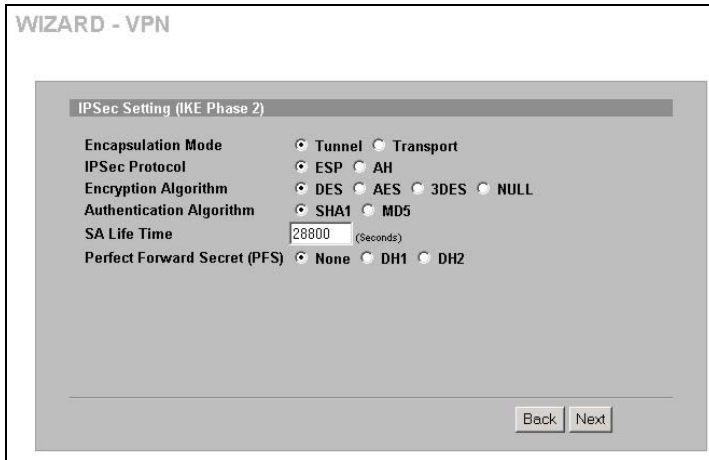 WIZARD - VPN
IPSec Setting (IKE Phase 2)
Encapsulation Mode Tunnel Transport
IPSec Protocol ESP AH
Encryption Algorithm DES AES 3DES NULL
Authentication Algorithm SHA1 MD5
SA Life Time 28800 (Seconds)
Perfect Forward Secret (PFS) None DH1 DH2
Back Next